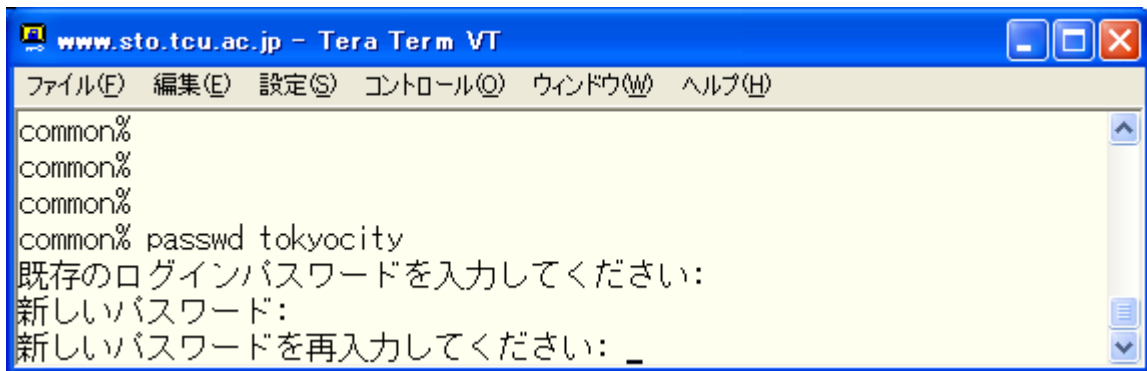 www.sto.tcu.ac.jp - Tera Term VT
ファイル(F) 編集(E) 設定(S) コントロール(O) ウィンドウ(W) ヘルプ(H)
common%
common%
common%
common% passwd tokyocity
既存のログインパスワードを入力してください:
新しいパスワード:
新しいパスワードを再入力してください: _